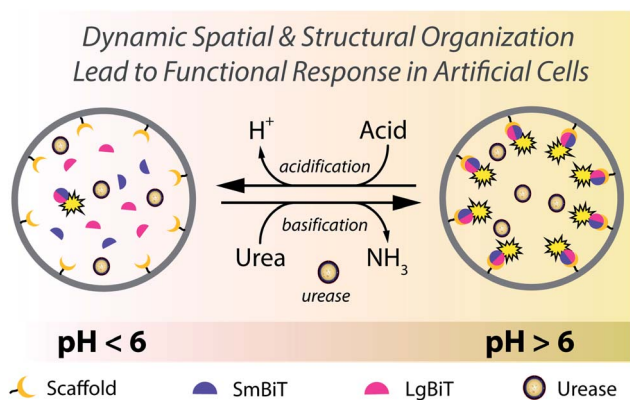 Dynamic Spatial & Structural Organization
Lead to Functional Response in Artificial Cells
H⁺ Acid
acidification
basification
Urea NH₃
urease
pH < 6 pH > 6
Scaffold SmBiT LgBiT Urease